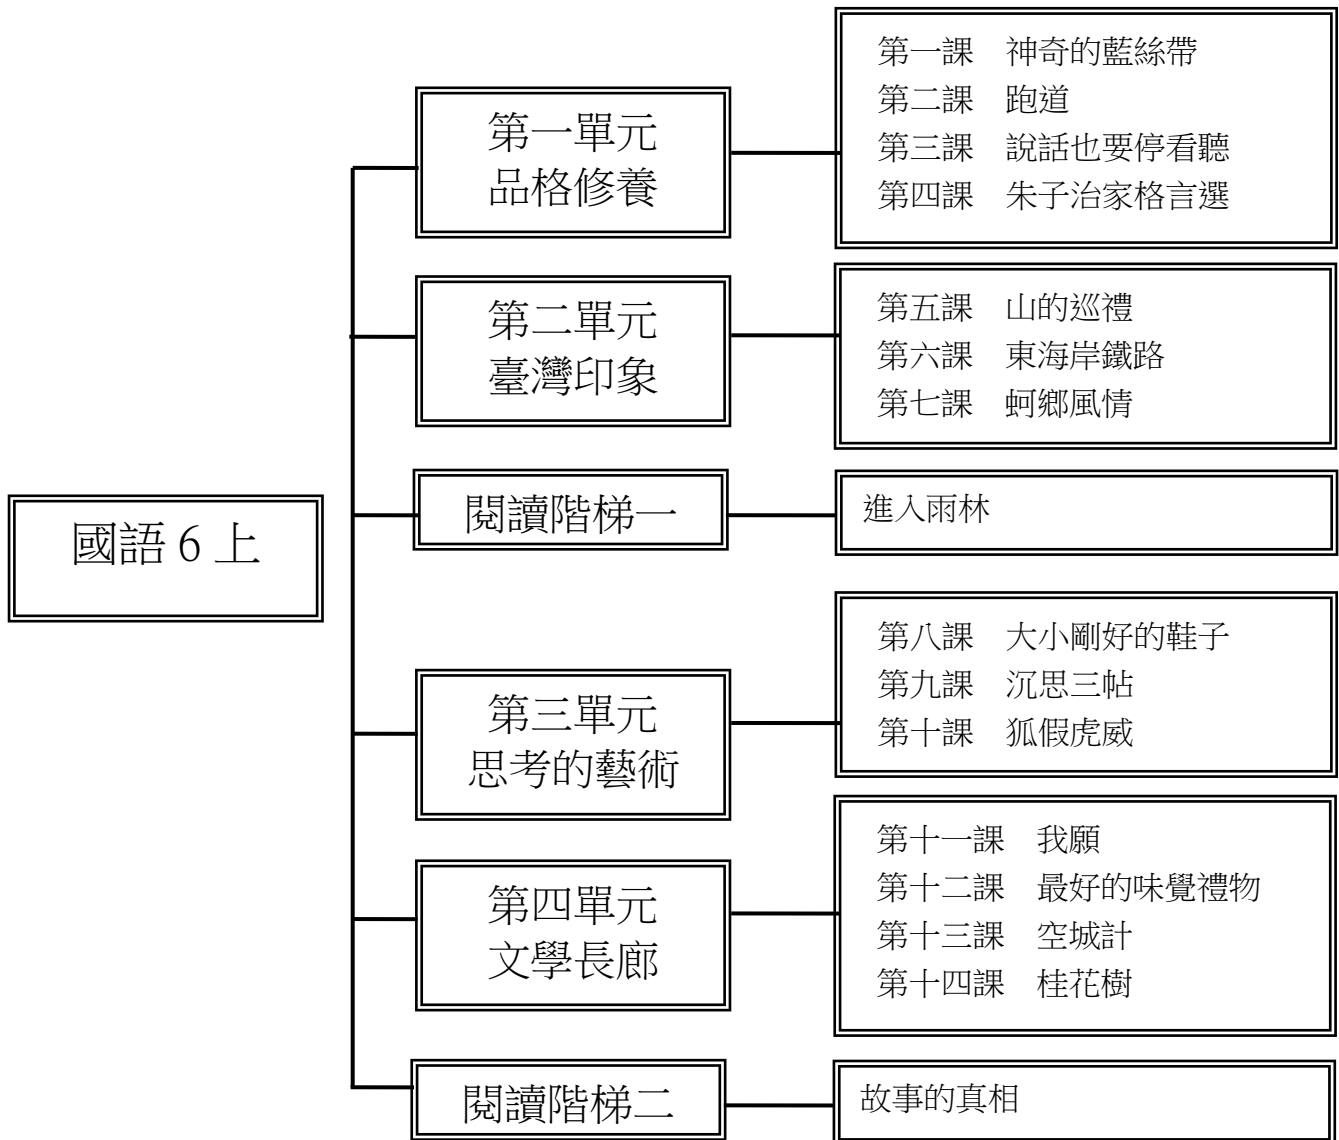 國語 6 上
第一單元
品格修養
第一課　神奇的藍絲帶
第二課　跑道
第三課　說話也要停看聽
第四課　朱子治家格言選
第二單元
臺灣印象
第五課　山的巡禮
第六課　東海岸鐵路
第七課　蚵鄉風情
閱讀階梯一
進入雨林
第三單元
思考的藝術
第八課　大小剛好的鞋子
第九課　沉思三帖
第十課　狐假虎威
第四單元
文學長廊
第十一課　我願
第十二課　最好的味覺禮物
第十三課　空城計
第十四課　桂花樹
閱讀階梯二
故事的真相